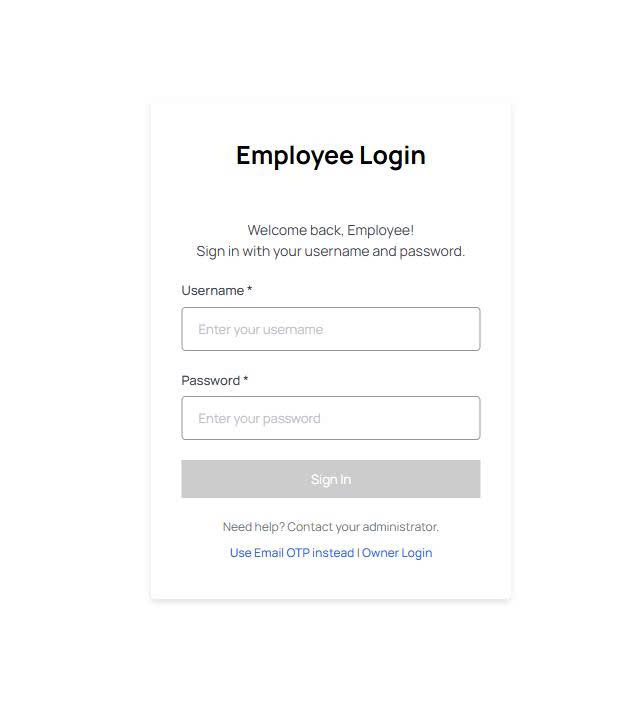 Employee Login
Welcome back, Employee!
Sign in with your username and password.
Username *
Enter your username
Password *
Enter your password
Sign In
Need help? Contact your administrator.
Use Email OTP instead | Owner Login